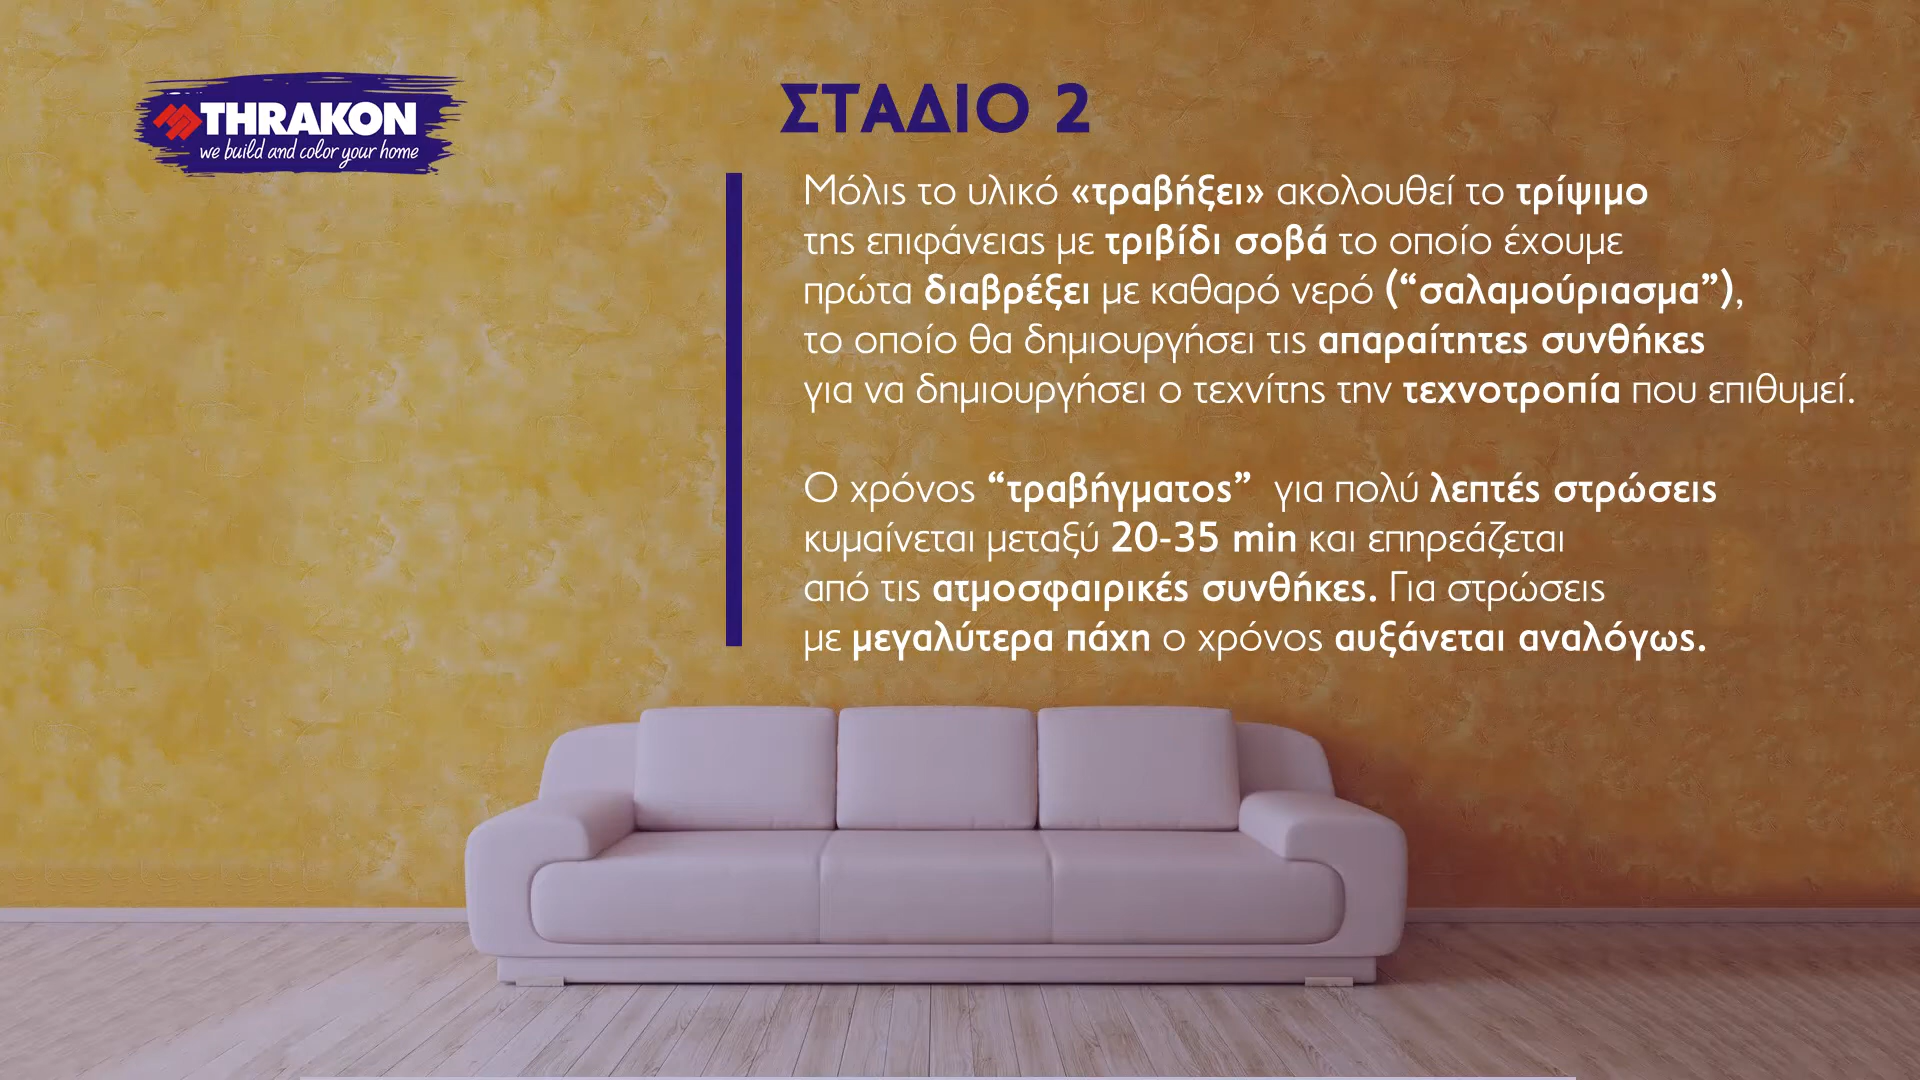 THRAKON
we build and color your home
ΣΤΑΔΙΟ 2
Μόλις το υλικό «τραβήξει» ακολουθεί το τρίψιμο
της επιφάνειας με τριβίδι σοβά το οποίο έχουμε
πρώτα διαβρέξει με καθαρό νερό (“σαλαμούριασμα”),
το οποίο θα δημιουργήσει τις απαραίτητες συνθήκες
για να δημιουργήσει ο τεχνίτης την τεχνοτροπία που επιθυμεί.
Ο χρόνος “τραβήγματος” για πολύ λεπτές στρώσεις
κυμαίνεται μεταξύ 20-35 min και επηρεάζεται
από τις ατμοσφαιρικές συνθήκες. Για στρώσεις
με μεγαλύτερα πάχη ο χρόνος αυξάνεται αναλόγως.